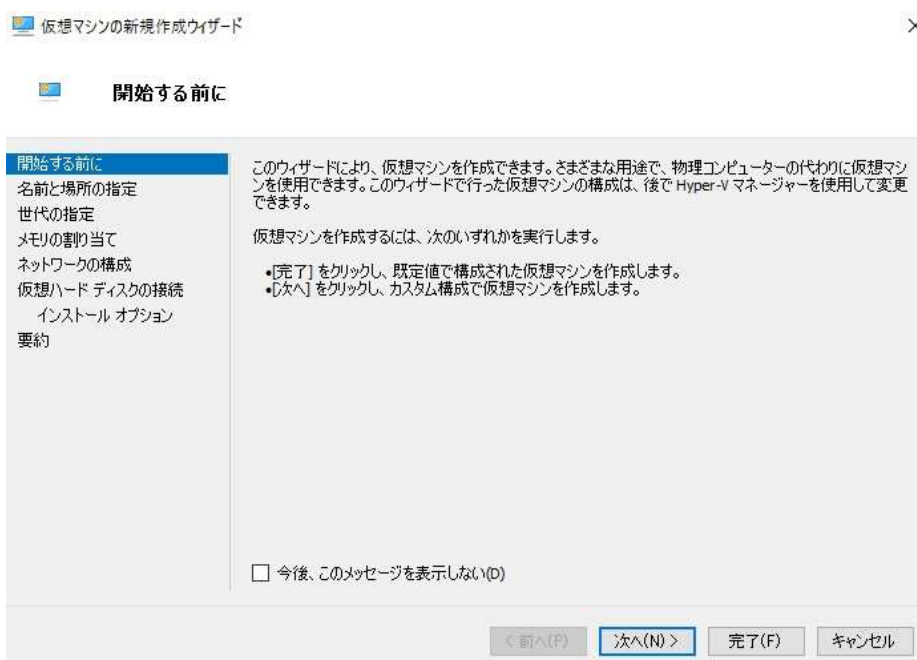 仮想マシンの新規作成ウィザード
開始する前に
開始する前に
名前と場所の指定
世代の指定
メモリの割り当て
ネットワークの構成
仮想ハード ディスクの接続
インストール オプション
要約
このウィザードにより、仮想マシンを作成できます。さまざまな用途で、物理コンピューターの代わりに仮想マシ
ンを使用できます。このウィザードで行った仮想マシンの構成は、後で Hyper-V マネージャーを使用して変更
できます。
仮想マシンを作成するには、次のいずれかを実行します。
•[完了] をクリックし、既定値で構成された仮想マシンを作成します。
•[次へ] をクリックし、カスタム構成で仮想マシンを作成します。
今後、このメッセージを表示しない(D)
< 前へ(P) 次へ(N) > 完了(F) キャンセル